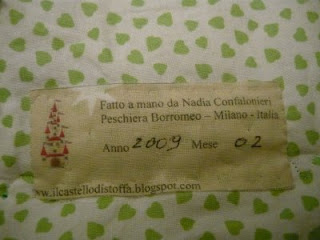 Fatto a mano da Nadia Confalonieri
Peschiera Borromeo – Milano - Italia
Anno 2009 Mese 02
www.ilcastellodistoffa.blogspot.com